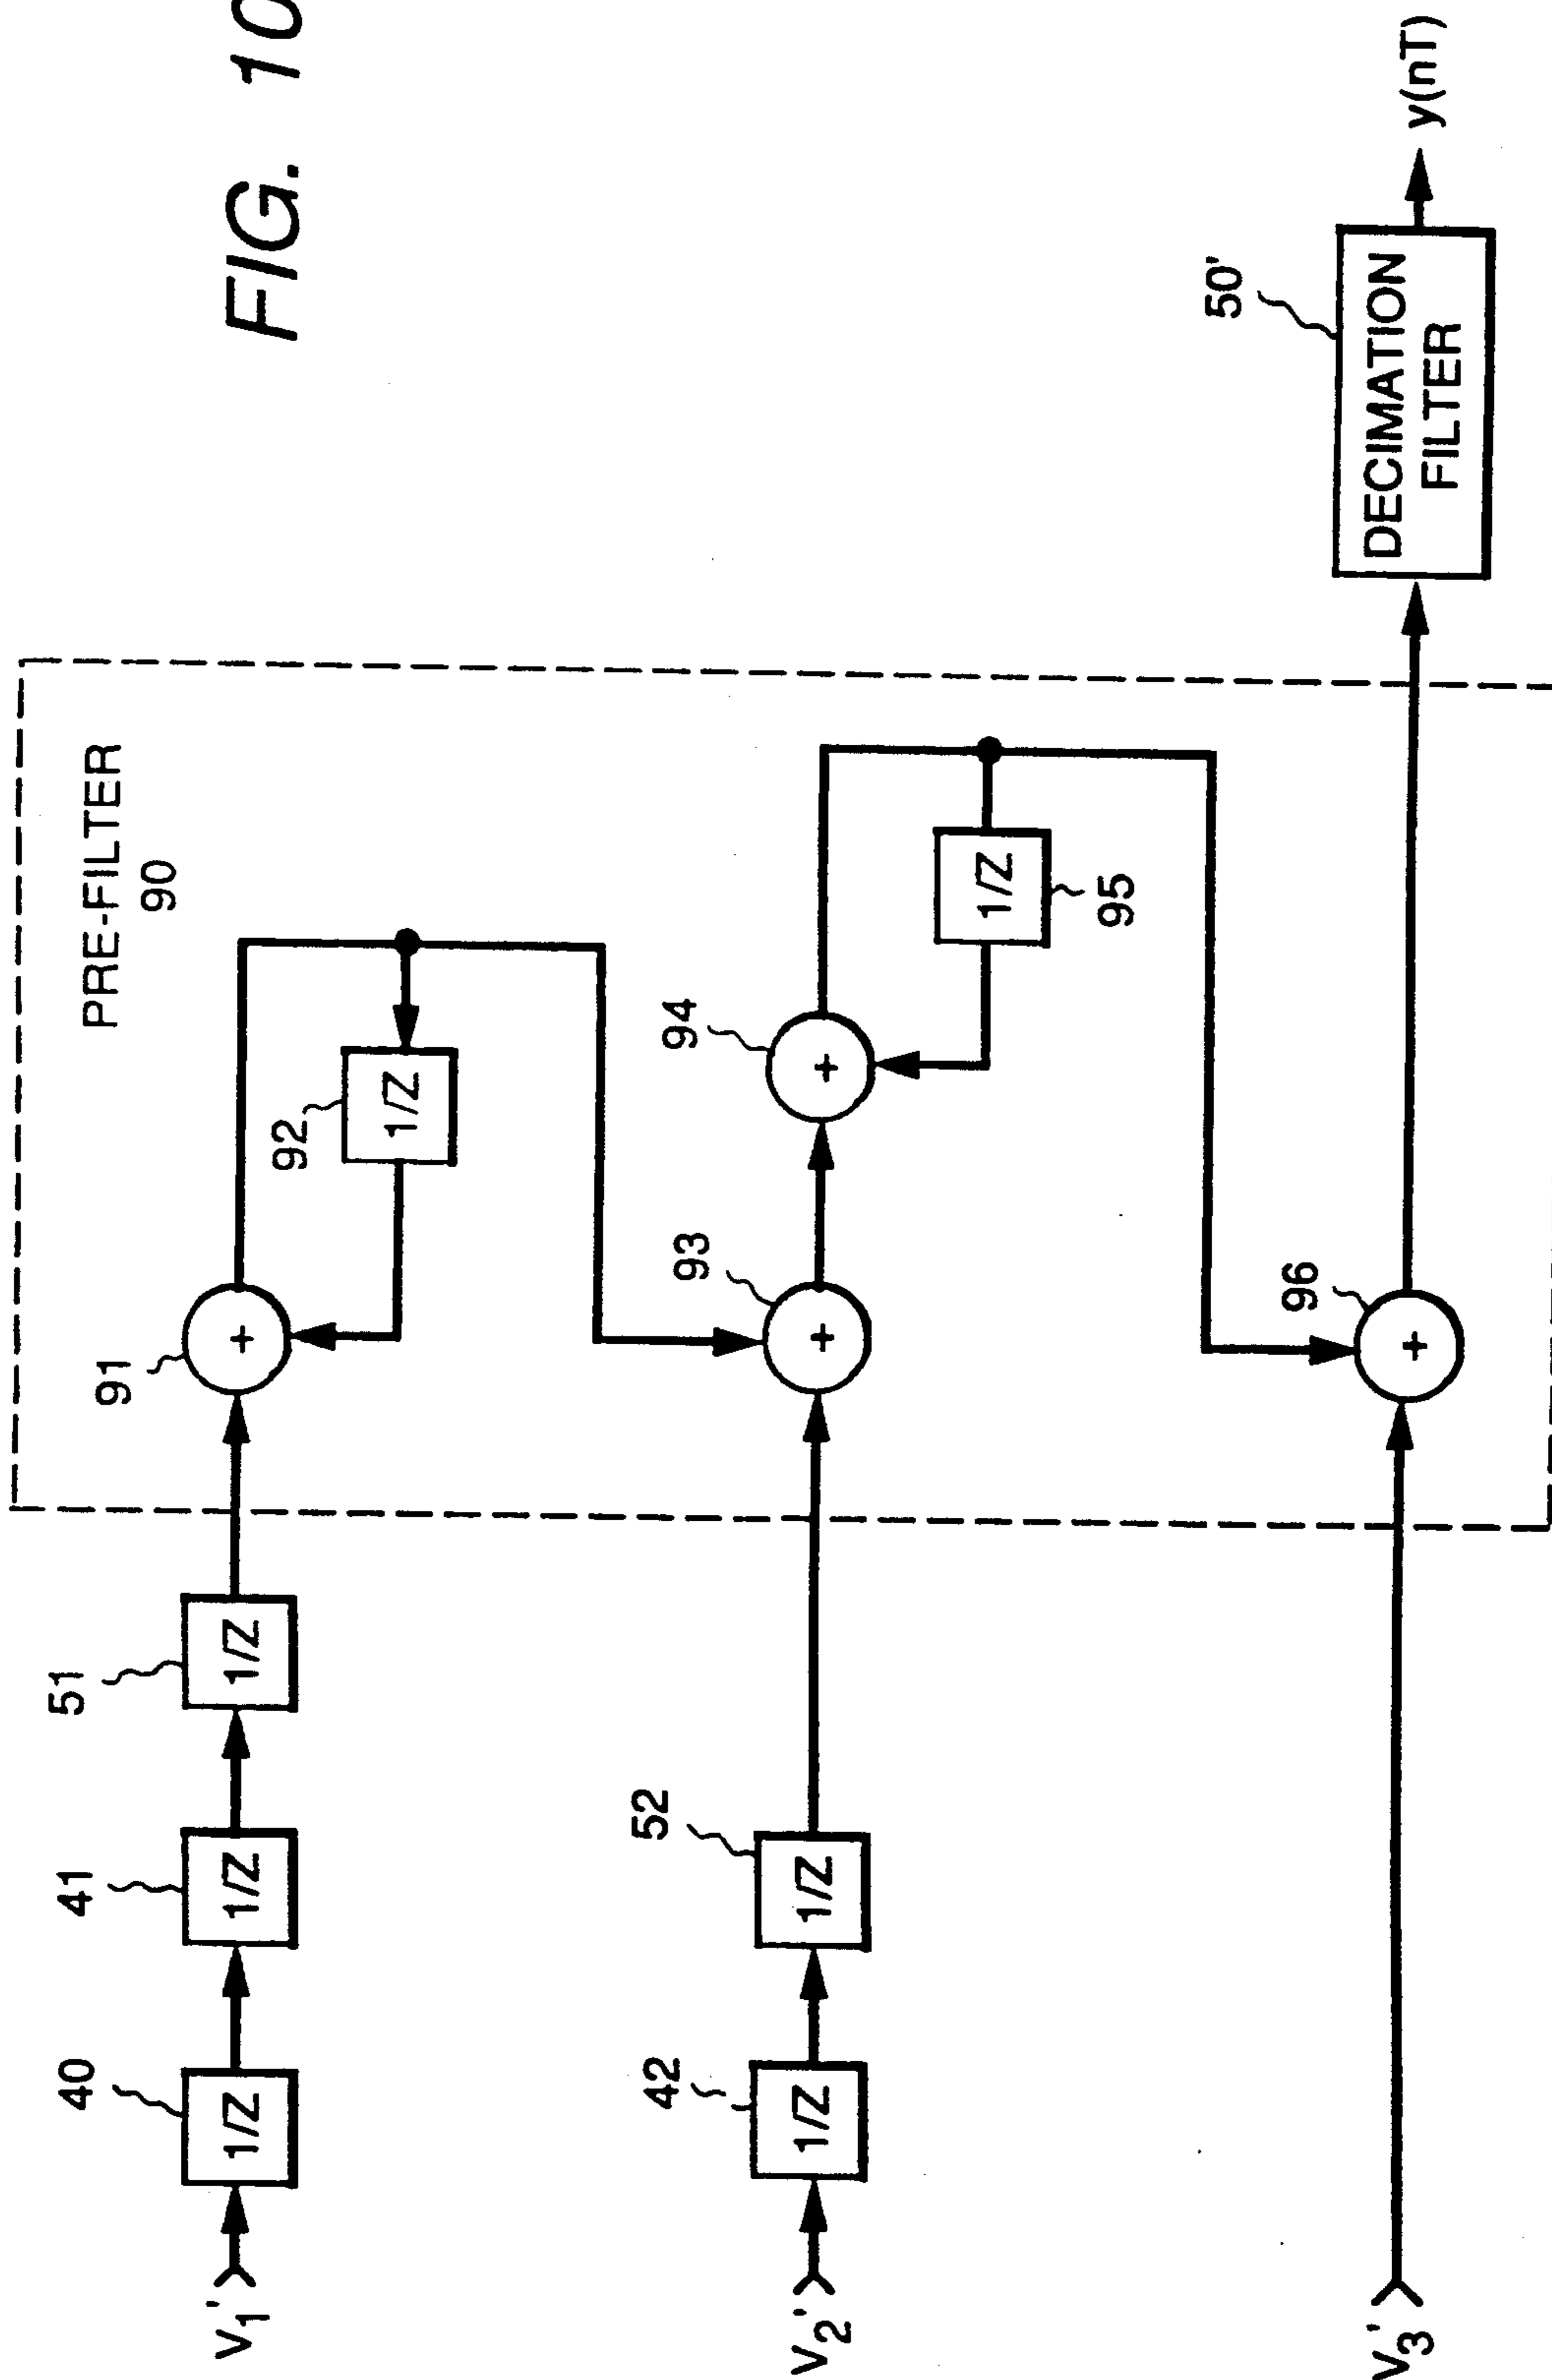 FIG. 10
PRE-FILTER
90
V1'
40
1/Z
41
1/Z
51
1/Z
91
+
92
1/Z
V2'
42
1/Z
52
1/Z
93
+
94
+
1/Z
95
V3'
96
+
50'
DECIMATION
FILTER
y(nT)